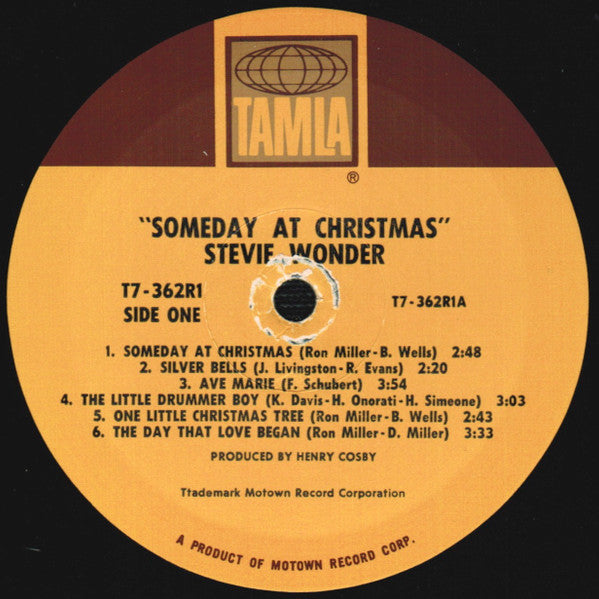 TAMLA
®
"SOMEDAY AT CHRISTMAS"
STEVIE WONDER
T7-362R1
T7-362R1A
SIDE ONE
1. SOMEDAY AT CHRISTMAS (Ron Miller-B. Wells) 2:48
2. SILVER BELLS (J. Livingston-R. Evans) 2:20
3. AVE MARIE (F. Schubert) 3:54
4. THE LITTLE DRUMMER BOY (K. Davis-H. Onorati-H. Simeone) 3:03
5. ONE LITTLE CHRISTMAS TREE (Ron Miller-B. Wells) 2:43
6. THE DAY THAT LOVE BEGAN (Ron Miller-D. Miller) 3:33
PRODUCED BY HENRY COSBY
Ttademark Motown Record Corporation
A PRODUCT OF MOTOWN RECORD CORP.